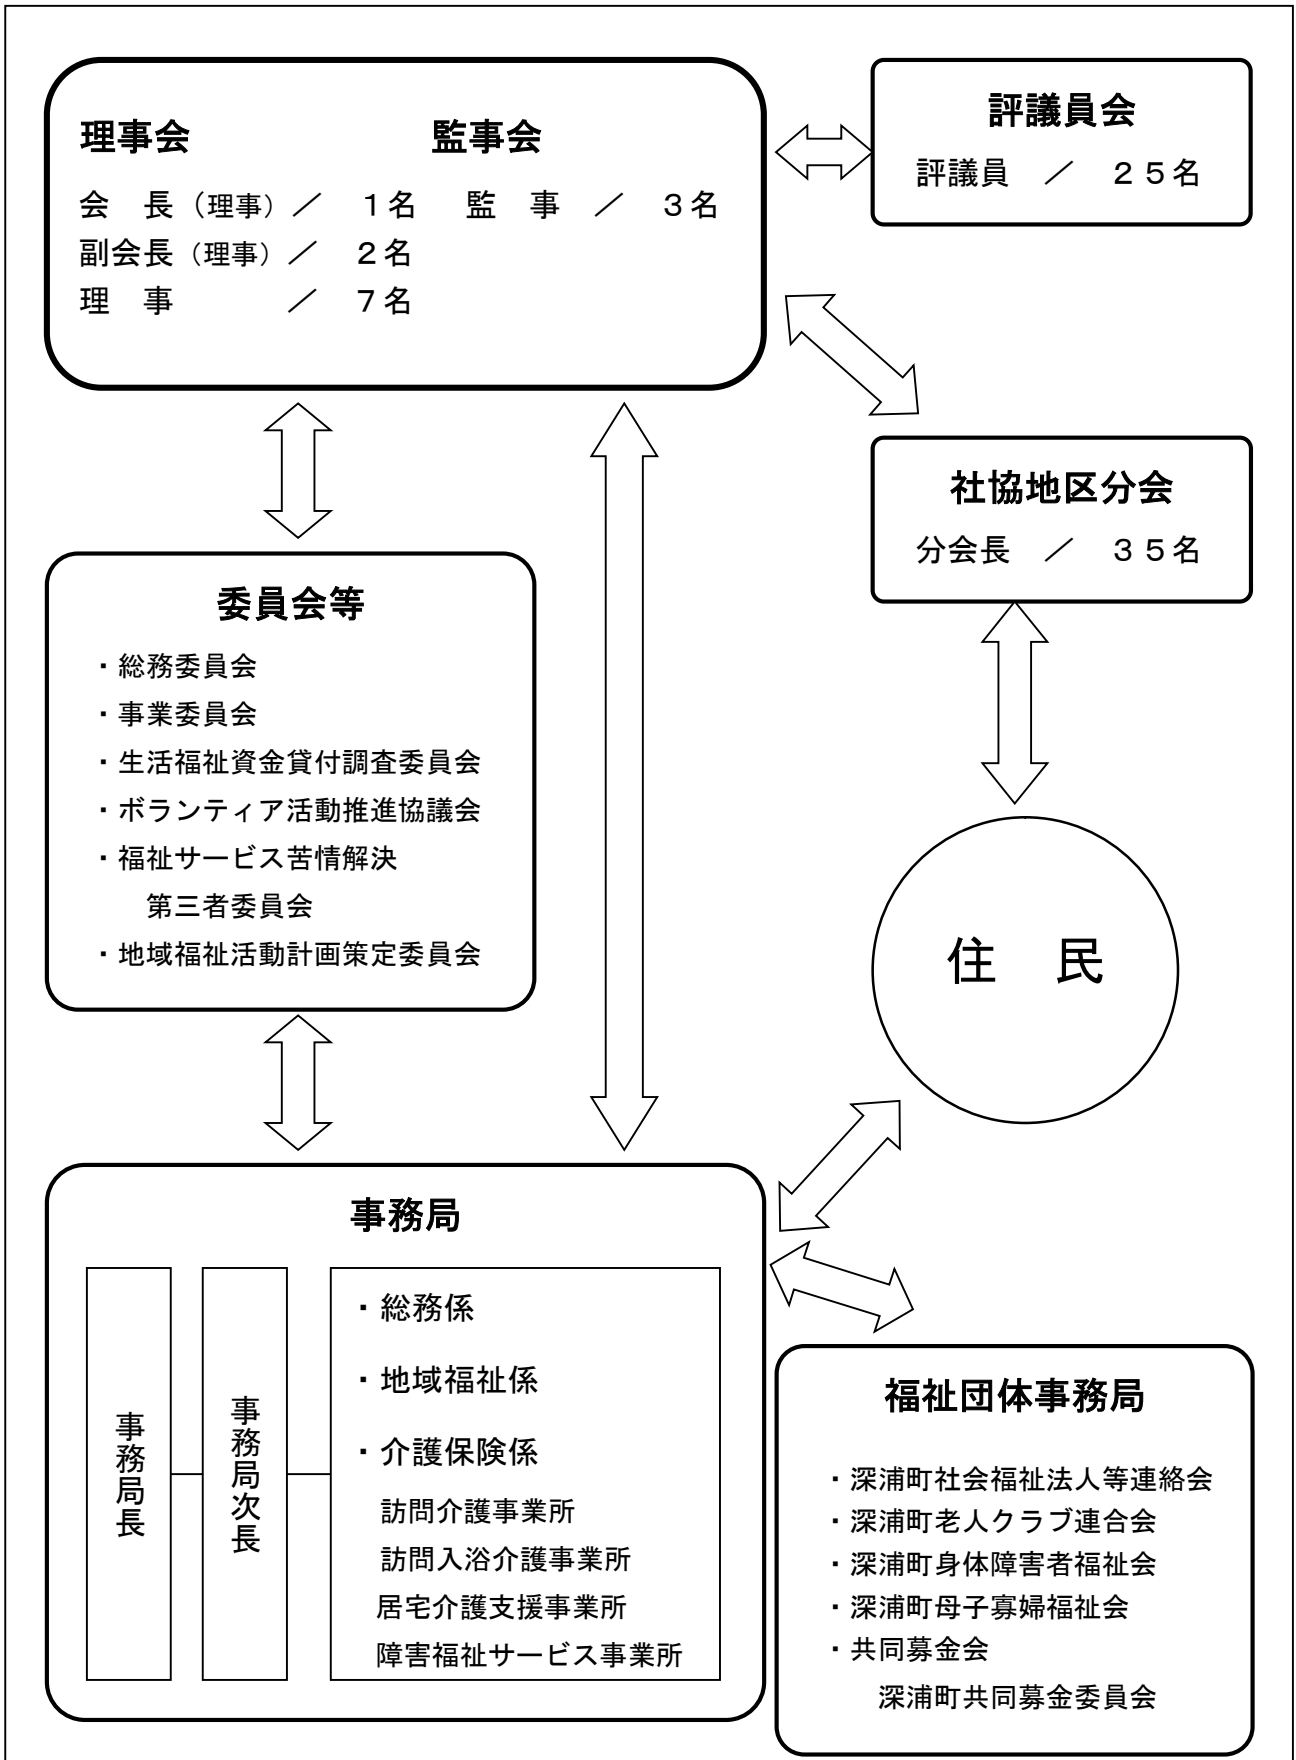 理事会　監事会
会　長（理事）／　１名　監　事　／　３名
副会長（理事）／　２名
理　事　／　７名
評議員会
評議員　／　２５名
社協地区分会
分会長　／　３５名
委員会等
・総務委員会
・事業委員会
・生活福祉資金貸付調査委員会
・ボランティア活動推進協議会
・福祉サービス苦情解決
第三者委員会
・地域福祉活動計画策定委員会
住　民
事務局
事務局長
事務局次長
・総務係
・地域福祉係
・介護保険係
訪問介護事業所
訪問入浴介護事業所
居宅介護支援事業所
障害福祉サービス事業所
福祉団体事務局
・深浦町社会福祉法人等連絡会
・深浦町老人クラブ連合会
・深浦町身体障害者福祉会
・深浦町母子寡婦福祉会
・共同募金会
深浦町共同募金委員会